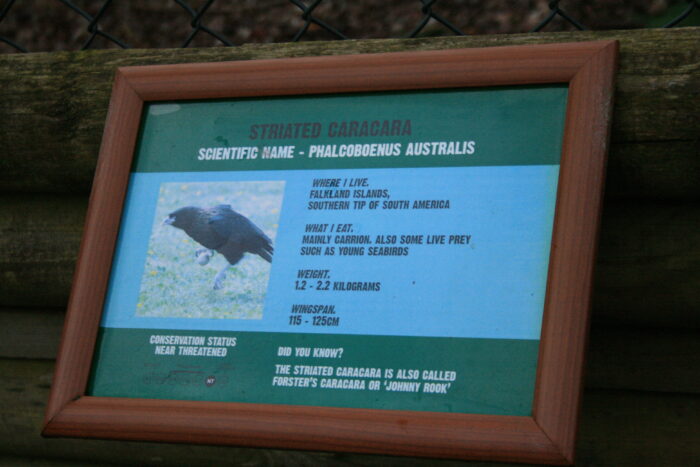 STRIATED CARACARA
SCIENTIFIC NAME - PHALCOBOENUS AUSTRALIS
WHERE I LIVE.
FALKLAND ISLANDS,
SOUTHERN TIP OF SOUTH AMERICA
WHAT I EAT.
MAINLY CARRION. ALSO SOME LIVE PREY
SUCH AS YOUNG SEABIRDS
WEIGHT.
1.2 - 2.2 KILOGRAMS
WINGSPAN.
115 - 125CM
CONSERVATION STATUS
NEAR THREATENED
NT
DID YOU KNOW?
THE STRIATED CARACARA IS ALSO CALLED
FORSTER'S CARACARA OR 'JOHNNY ROOK'